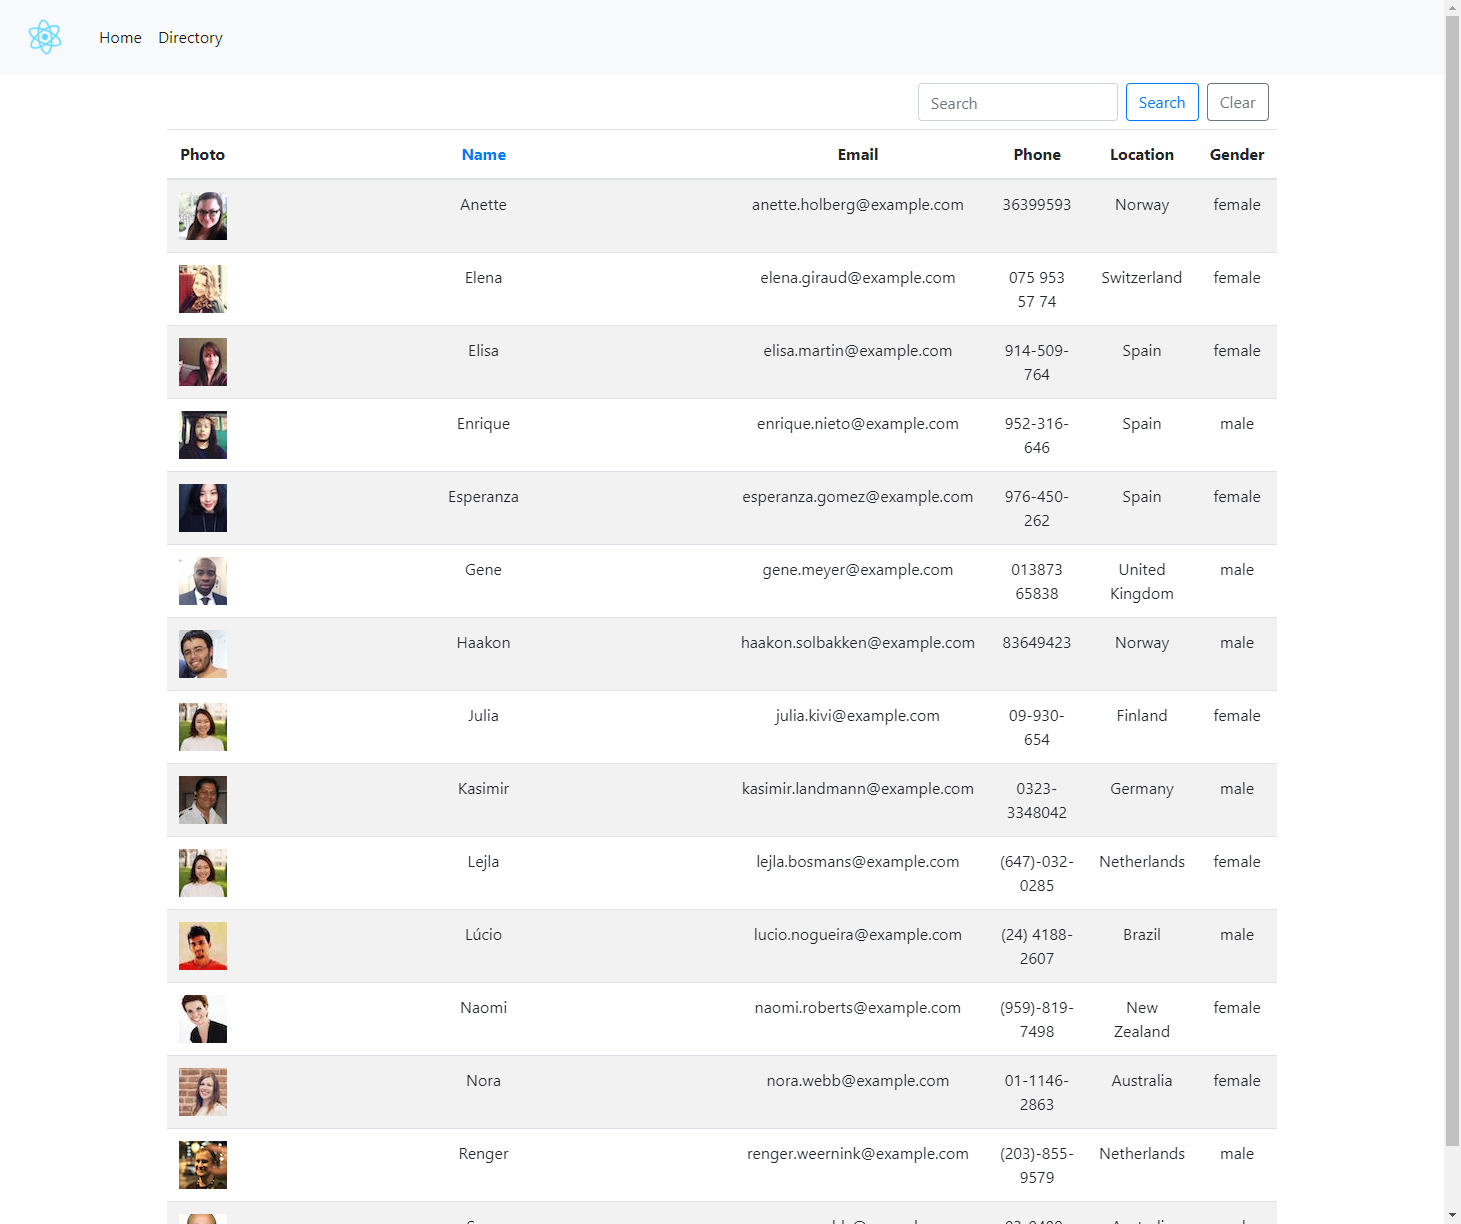 Home Directory
Search Search Clear
Photo Name Email Phone Location Gender
Anette anette.holberg@example.com 36399593 Norway female
Elena elena.giraud@example.com 075 953 Switzerland female
57 74
Elisa elisa.martin@example.com 914-509- Spain female
764
Enrique enrique.nieto@example.com 952-316- Spain male
646
Esperanza esperanza.gomez@example.com 976-450- Spain female
262
Gene gene.meyer@example.com 013873 United male
65838 Kingdom
Haakon haakon.solbakken@example.com 83649423 Norway male
Julia julia.kivi@example.com 09-930- Finland female
654
Kasimir kasimir.landmann@example.com 0323- Germany male
3348042
Lejla lejla.bosmans@example.com (647)-032- Netherlands female
0285
Lúcio lucio.nogueira@example.com (24) 4188- Brazil male
2607
Naomi naomi.roberts@example.com (959)-819- New female
7498 Zealand
Nora nora.webb@example.com 01-1146- Australia female
2863
Renger renger.weernink@example.com (203)-855- Netherlands male
9579